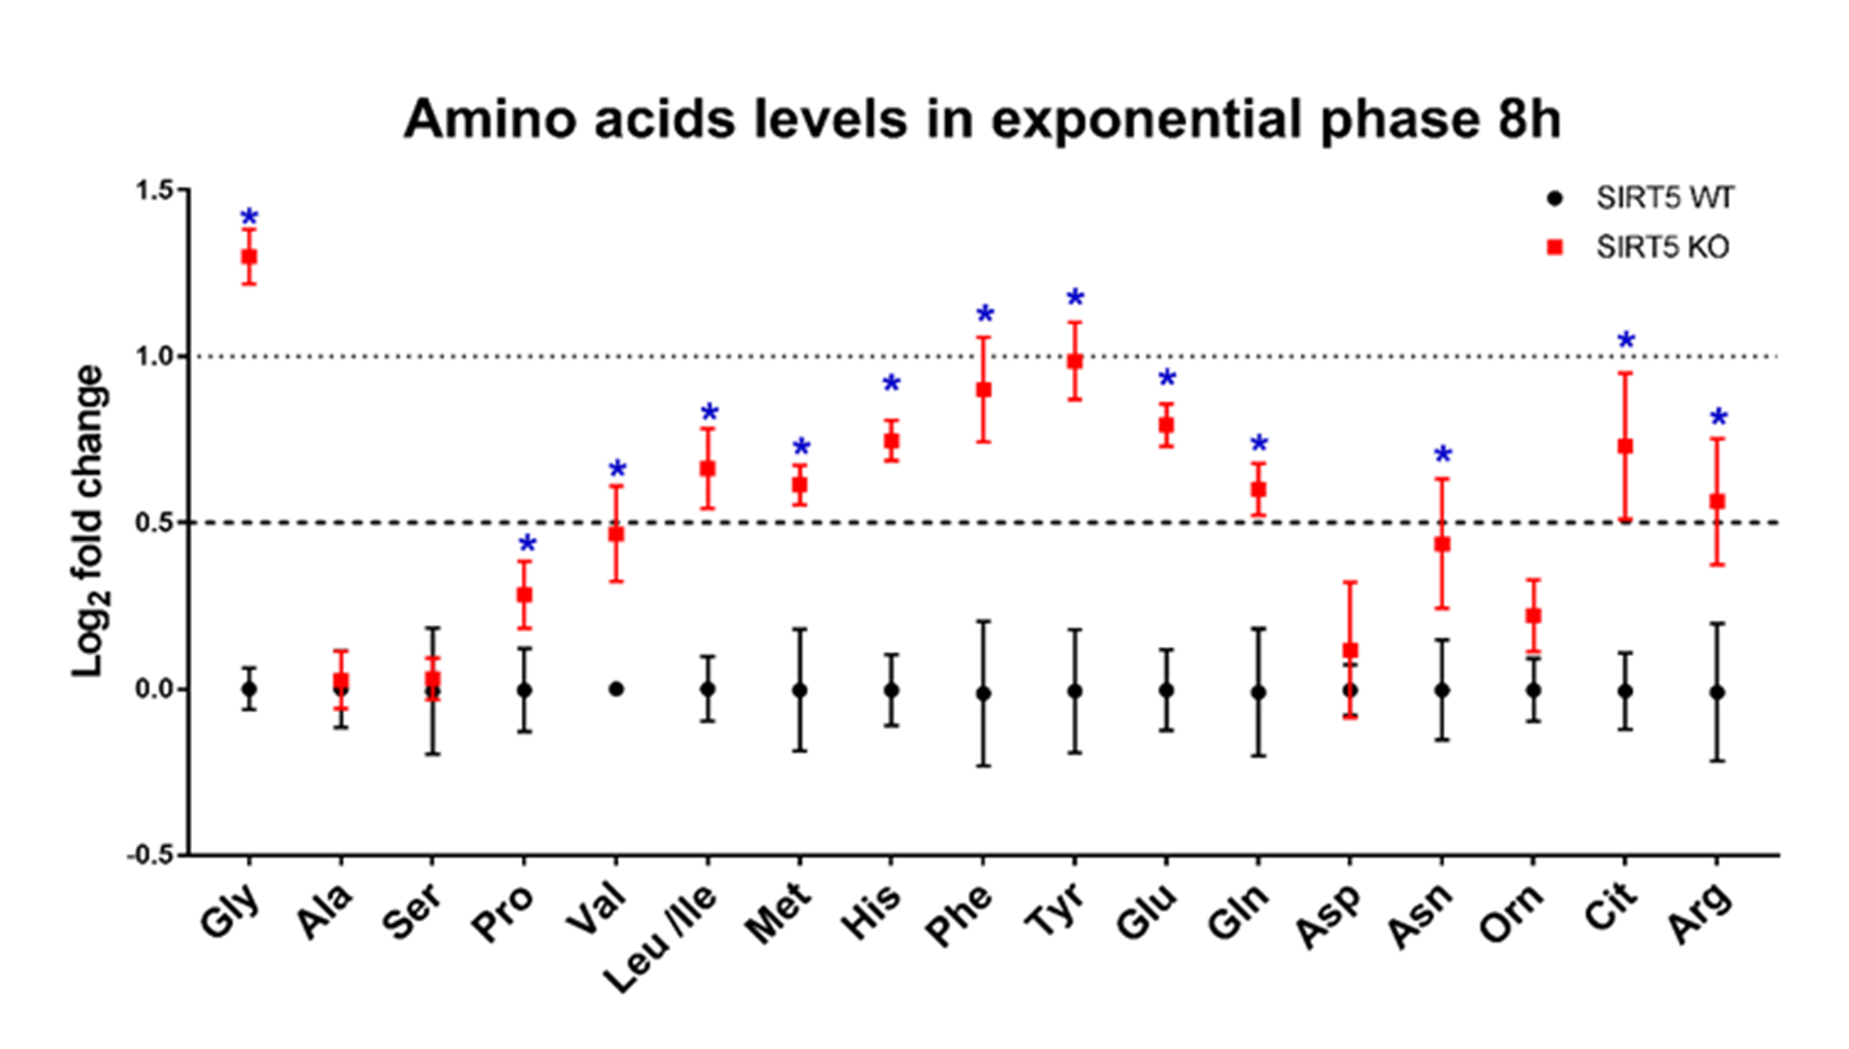 Amino acids levels in exponential phase 8h
SIRT5 WT
SIRT5 KO
Log₂ fold change
1.5
1.0
0.5
0.0
-0.5
* * * * * * * * * * * * *
Gly Ala Ser Pro Val Leu /Ile Met His Phe Tyr Glu Gln Asp Asn Orn Cit Arg